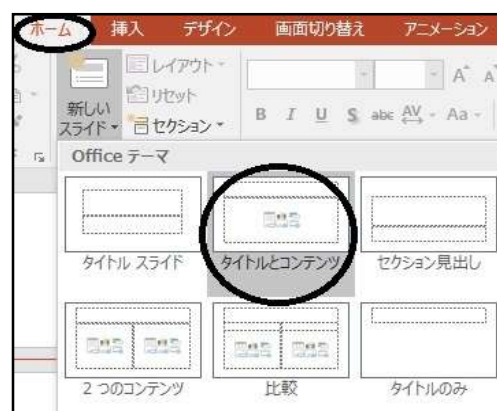 ホーム 挿入 デザイン 画面切り替え アニメーション
新しい
スライド
レイアウト
リセット
セクション
B I U S abc AV Aa A A
Office テーマ
タイトル スライド タイトルとコンテンツ セクション見出し
2 つのコンテンツ 比較 タイトルのみ